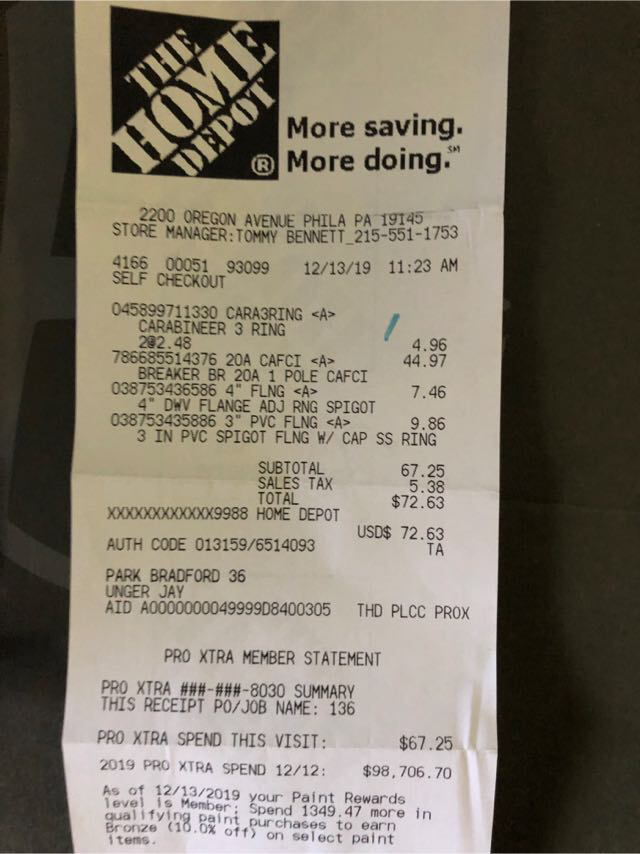 THE
HOME
DEPOT
®
More saving.
More doing.℠
2200 OREGON AVENUE PHILA PA 19145
STORE MANAGER:TOMMY BENNETT_215-551-1753
4166 00051 93099 12/13/19 11:23 AM
SELF CHECKOUT
045899711330 CARA3RING <A>
CARABINEER 3 RING
2@2.48 4.96
786685514376 20A CAFCI <A> 44.97
BREAKER BR 20A 1 POLE CAFCI
038753436586 4" FLNG <A> 7.46
4" DWV FLANGE ADJ RNG SPIGOT
038753435886 3" PVC FLNG <A> 9.86
3 IN PVC SPIGOT FLNG W/ CAP SS RING
SUBTOTAL 67.25
SALES TAX 5.38
TOTAL $72.63
XXXXXXXXXXXX9988 HOME DEPOT
USD$ 72.63
AUTH CODE 013159/6514093 TA
PARK BRADFORD 36
UNGER JAY
AID A0000000049999D8400305 THD PLCC PROX
PRO XTRA MEMBER STATEMENT
PRO XTRA ###-###-8030 SUMMARY
THIS RECEIPT PO/JOB NAME: 136
PRO XTRA SPEND THIS VISIT: $67.25
2019 PRO XTRA SPEND 12/12: $98,706.70
As of 12/13/2019 your Paint Rewards
level is Member; Spend 1349.47 more in
qualifying paint purchases to earn
Bronze (10.0% off) on select paint
items.